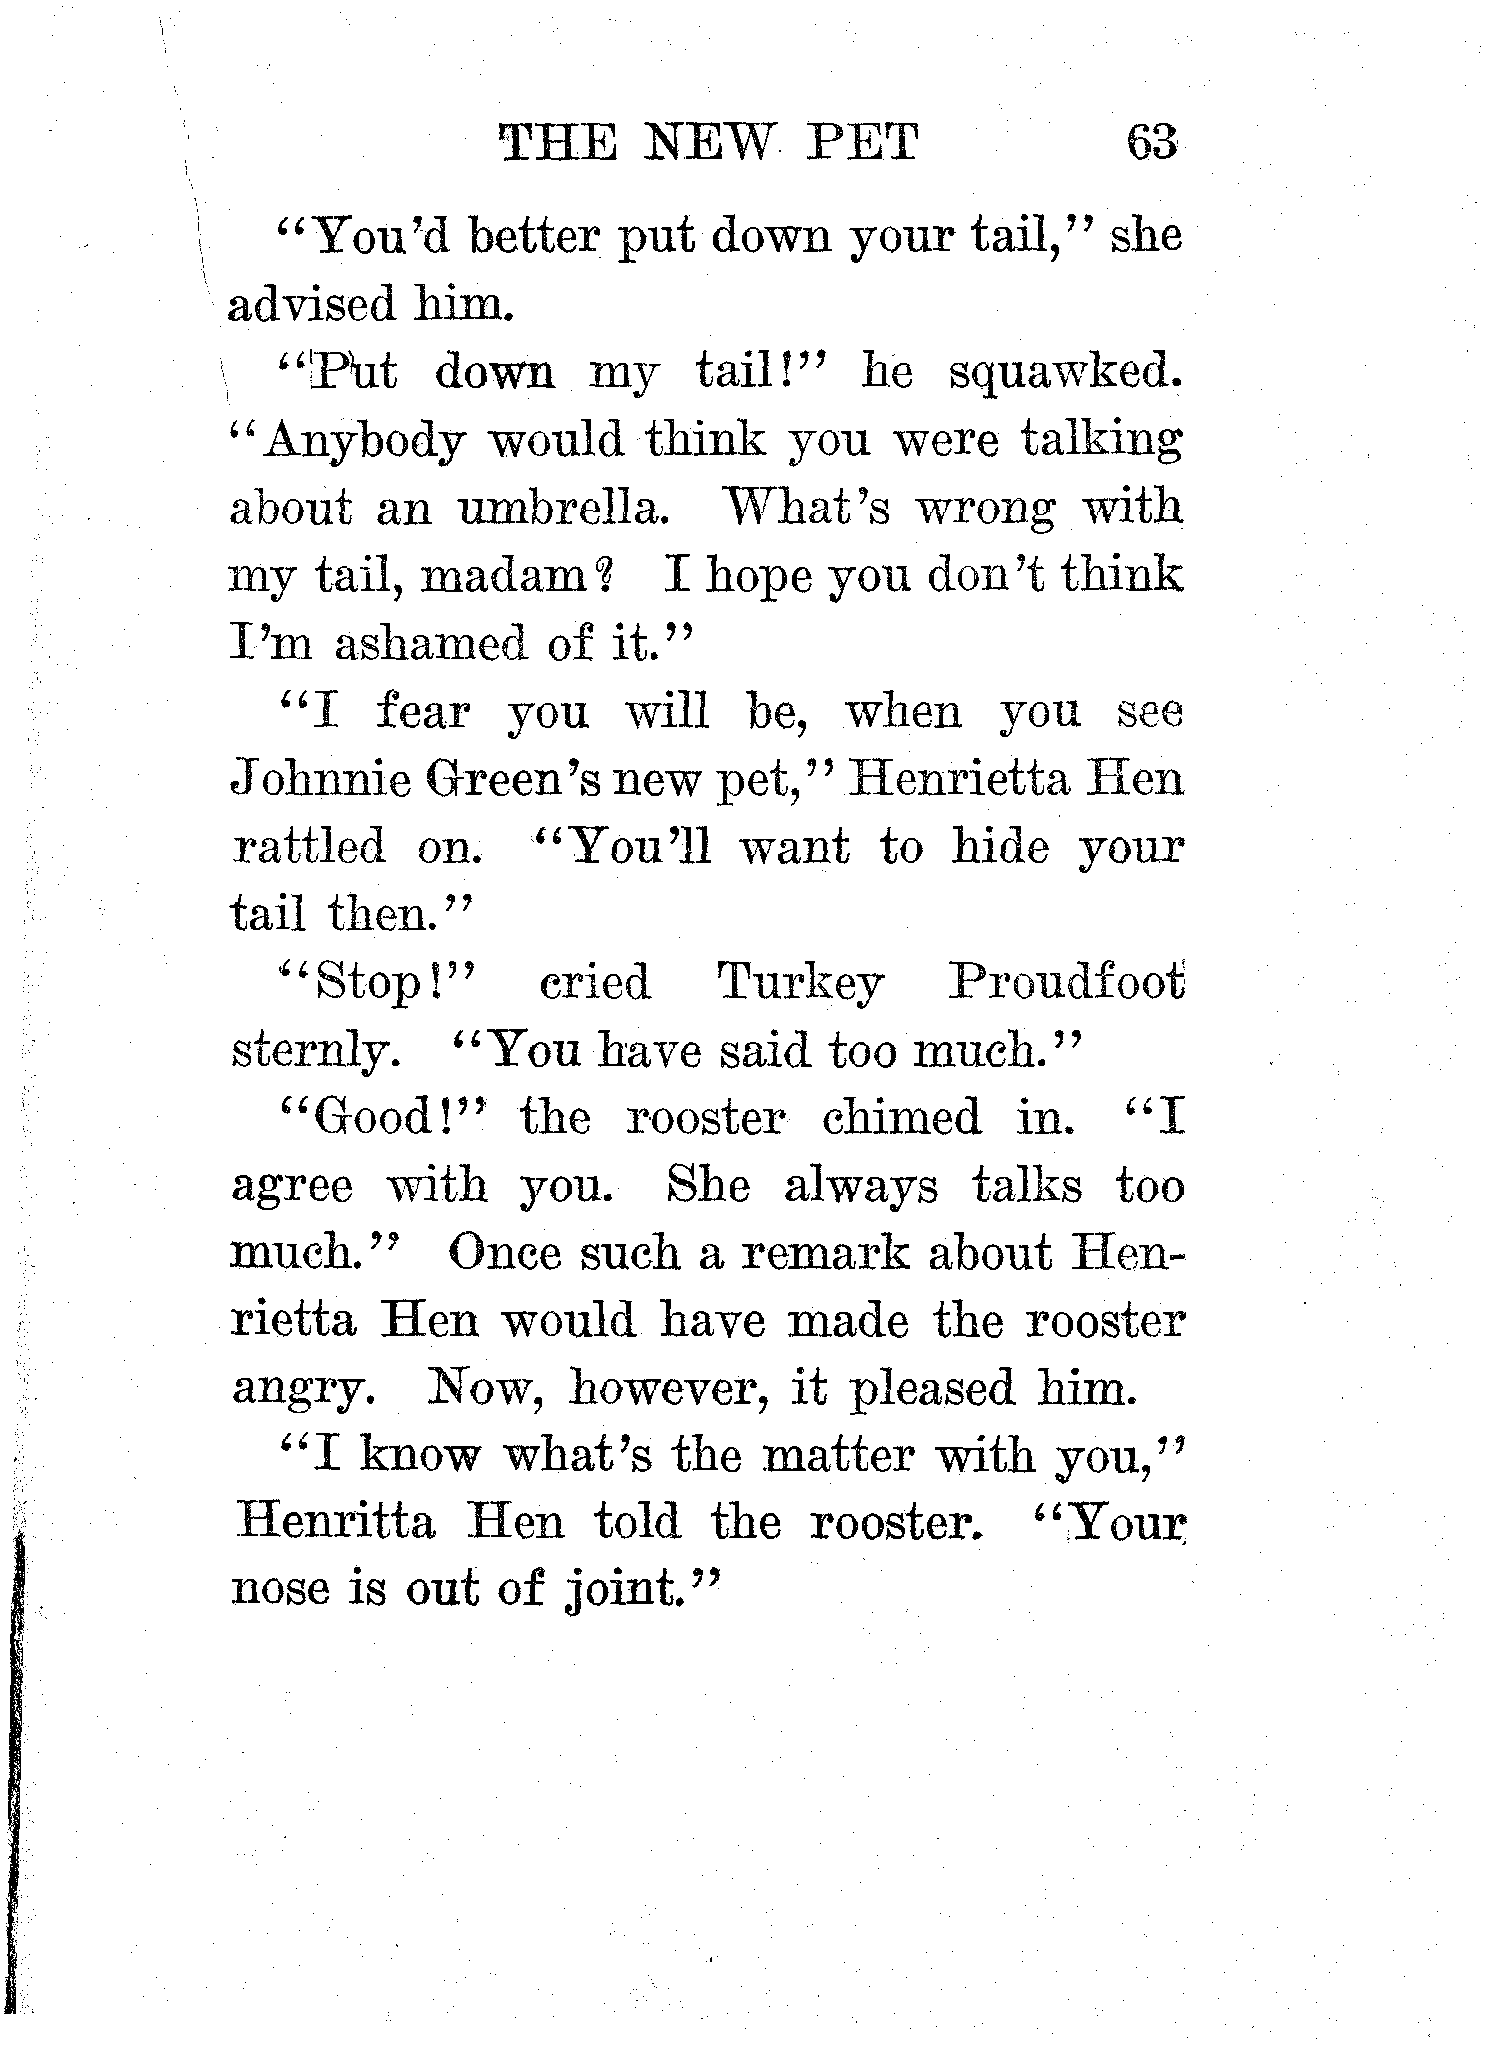 THE NEW PET 63
"You'd better put down your tail," she
advised him.
"Put down my tail!" he squawked.
"Anybody would think you were talking
about an umbrella. What's wrong with
my tail, madam? I hope you don't think
I'm ashamed of it."
"I fear you will be, when you see
Johnnie Green's new pet," Henrietta Hen
rattled on. "You'll want to hide your
tail then."
"Stop!" cried Turkey Proudfoot
sternly. "You have said too much."
"Good!" the rooster chimed in. "I
agree with you. She always talks too
much." Once such a remark about Hen-
rietta Hen would have made the rooster
angry. Now, however, it pleased him.
"I know what's the matter with you,"
Henritta Hen told the rooster. "Your
nose is out of joint."